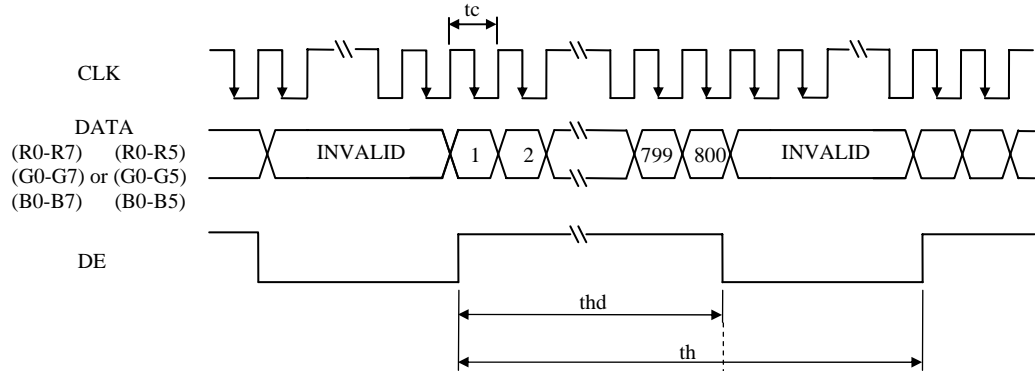 tc
CLK
DATA
(R0-R7) (R0-R5)
(G0-G7) or (G0-G5)
(B0-B7) (B0-B5)
INVALID 1 2 799 800 INVALID
DE
thd
th